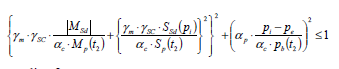 {γ_m · γ_SC · |M_Sd| / (α_c · M_p(t_2)) + {γ_m · γ_SC · S_Sd(p_i) / (α_c · S_p(t_2))}^2}^2 + (α_p · (p_i − p_e) / (α_c · p_b(t_2)))^2 ≤ 1